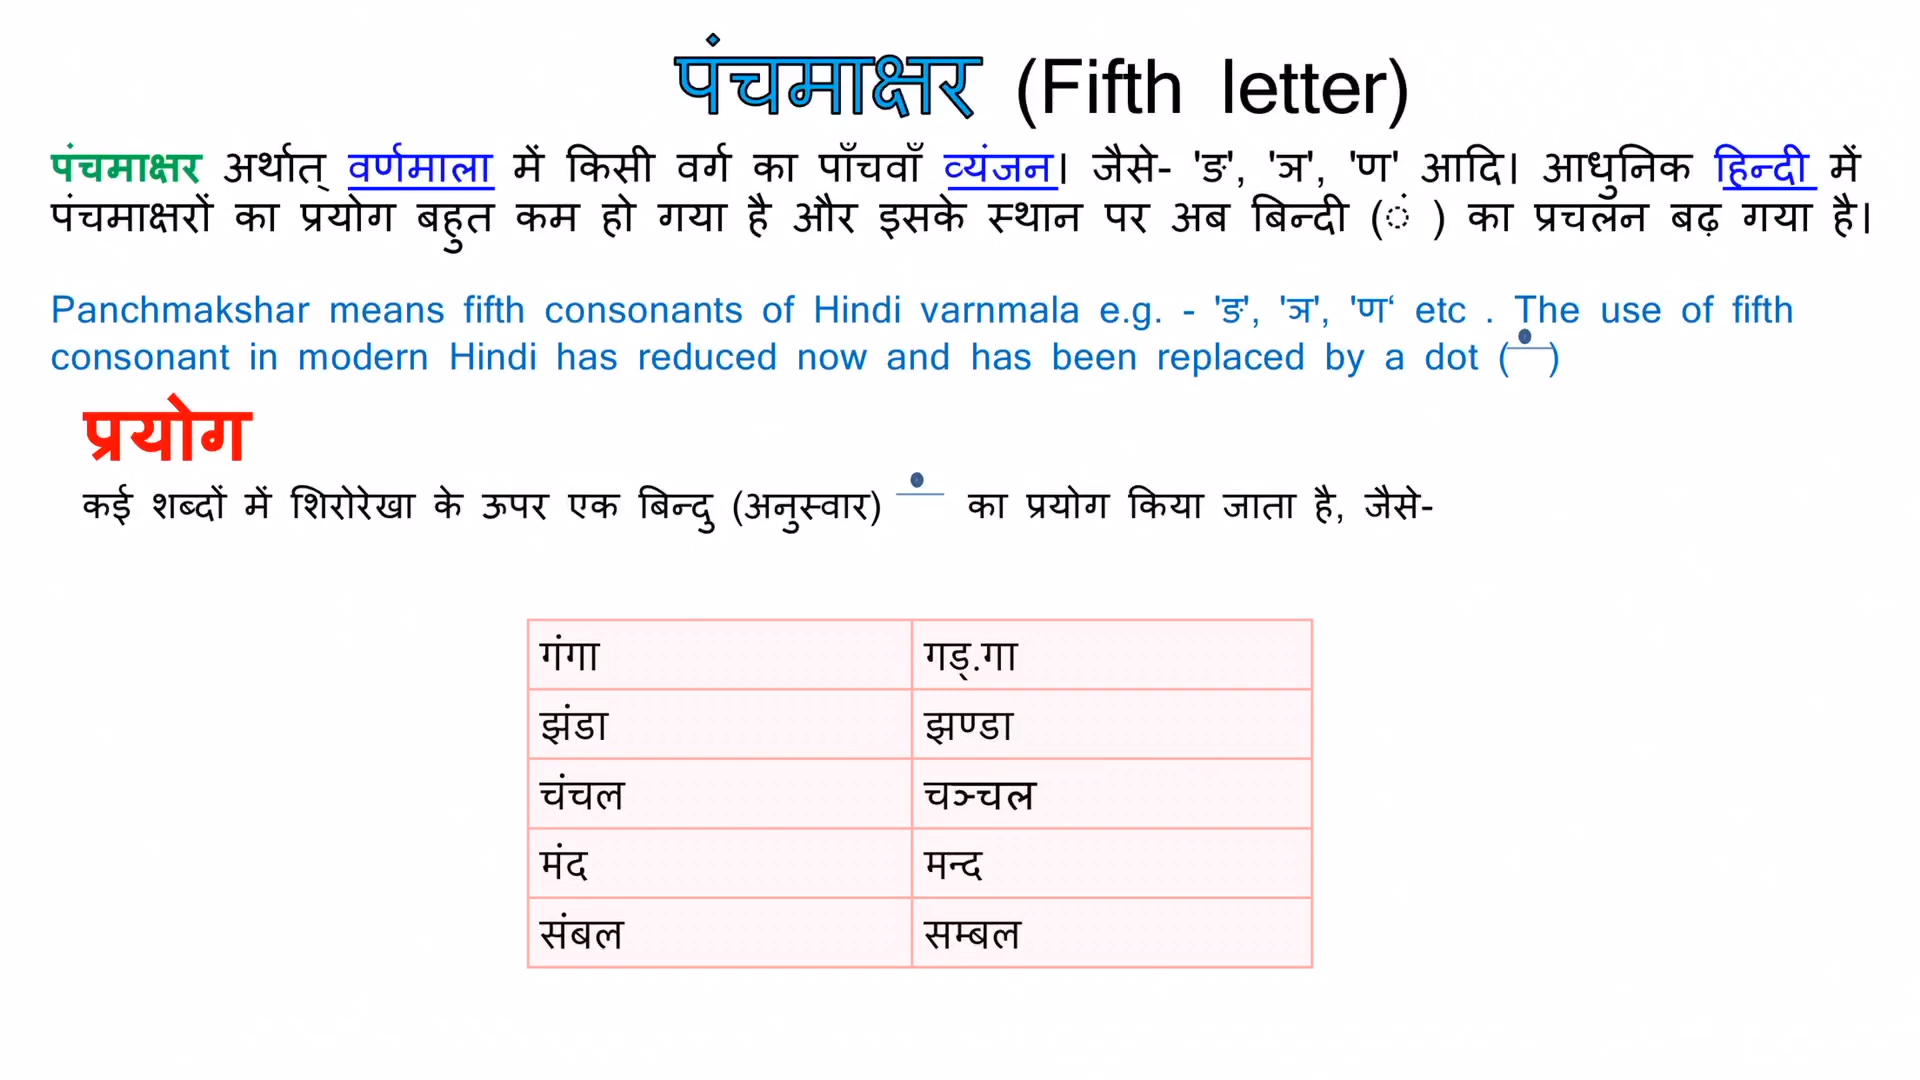 पंचमाक्षर (Fifth letter)
पंचमाक्षर अर्थात् वर्णमाला में किसी वर्ग का पाँचवाँ व्यंजन। जैसे- 'ङ', 'ञ', 'ण' आदि। आधुनिक हिन्दी में
पंचमाक्षरों का प्रयोग बहुत कम हो गया है और इसके स्थान पर अब बिन्दी (ं ) का प्रचलन बढ़ गया है।
Panchmakshar means fifth consonants of Hindi varnmala e.g. - 'ङ', 'ञ', 'ण‘ etc . The use of fifth
consonant in modern Hindi has reduced now and has been replaced by a dot ( )
प्रयोग
कई शब्दों में शिरोरेखा के ऊपर एक बिन्दु (अनुस्वार) का प्रयोग किया जाता है, जैसे-
गंगा गड्.गा
झंडा झण्डा
चंचल चञ्चल
मंद मन्द
संबल सम्बल